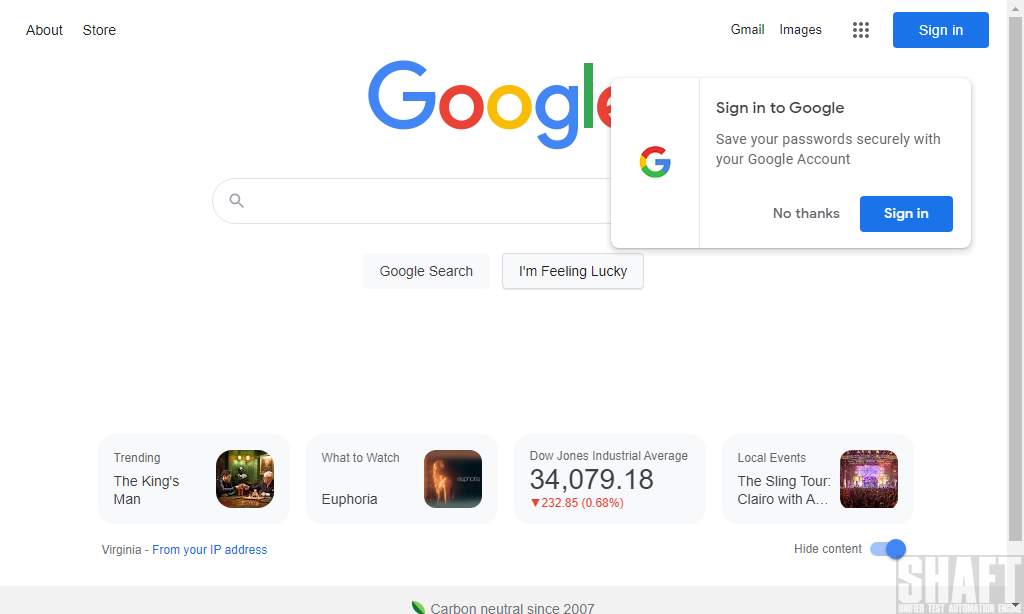 About Store
Gmail Images
Sign in
Google
Sign in to Google
Save your passwords securely with
your Google Account
No thanks
Sign in
Google Search
I'm Feeling Lucky
Trending
The King's
Man
What to Watch
Euphoria
euphoria
Dow Jones Industrial Average
34,079.18
▼232.85 (0.68%)
Local Events
The Sling Tour:
Clairo with A…
Virginia - From your IP address
Hide content
Carbon neutral since 2007
SHAFT
UNIFIED TEST AUTOMATION ENG